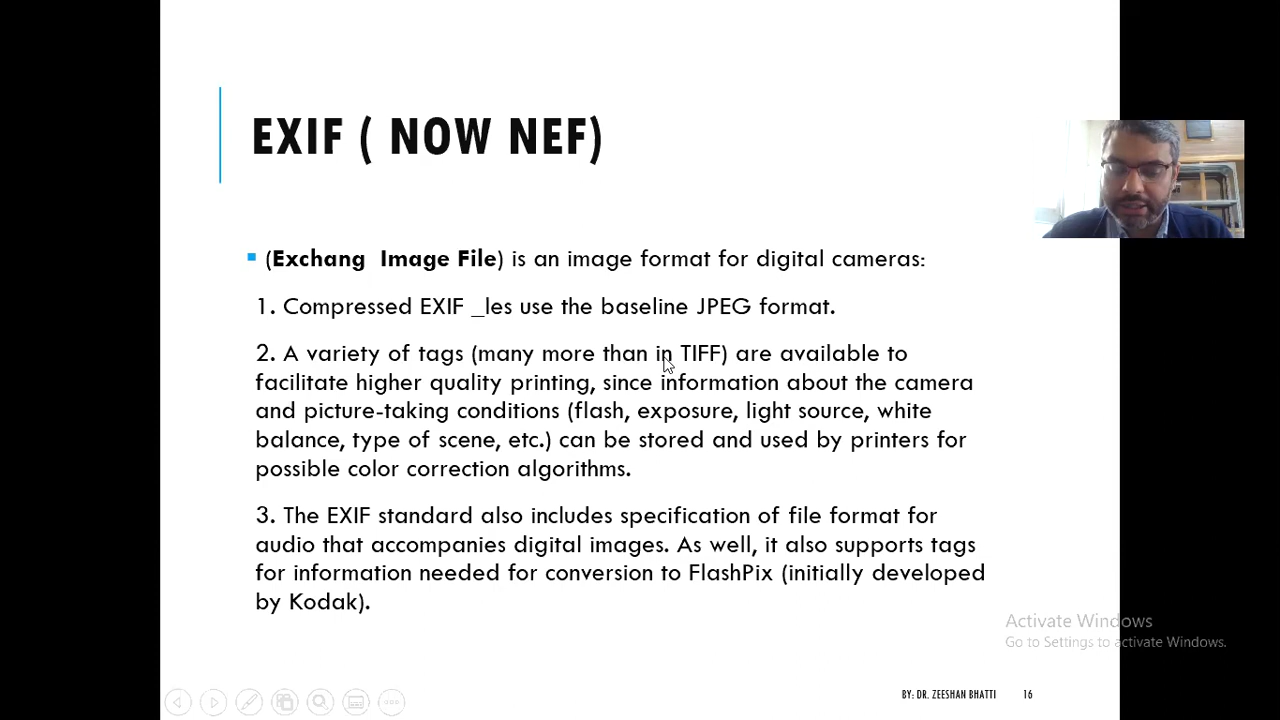 EXIF ( NOW NEF)
(Exchang Image File) is an image format for digital cameras:
1. Compressed EXIF _les use the baseline JPEG format.
2. A variety of tags (many more than in TIFF) are available to
facilitate higher quality printing, since information about the camera
and picture-taking conditions (flash, exposure, light source, white
balance, type of scene, etc.) can be stored and used by printers for
possible color correction algorithms.
3. The EXIF standard also includes specification of file format for
audio that accompanies digital images. As well, it also supports tags
for information needed for conversion to FlashPix (initially developed
by Kodak).
Activate Windows
Go to Settings to activate Windows.
BY: DR. ZEESHAN BHATTI 16